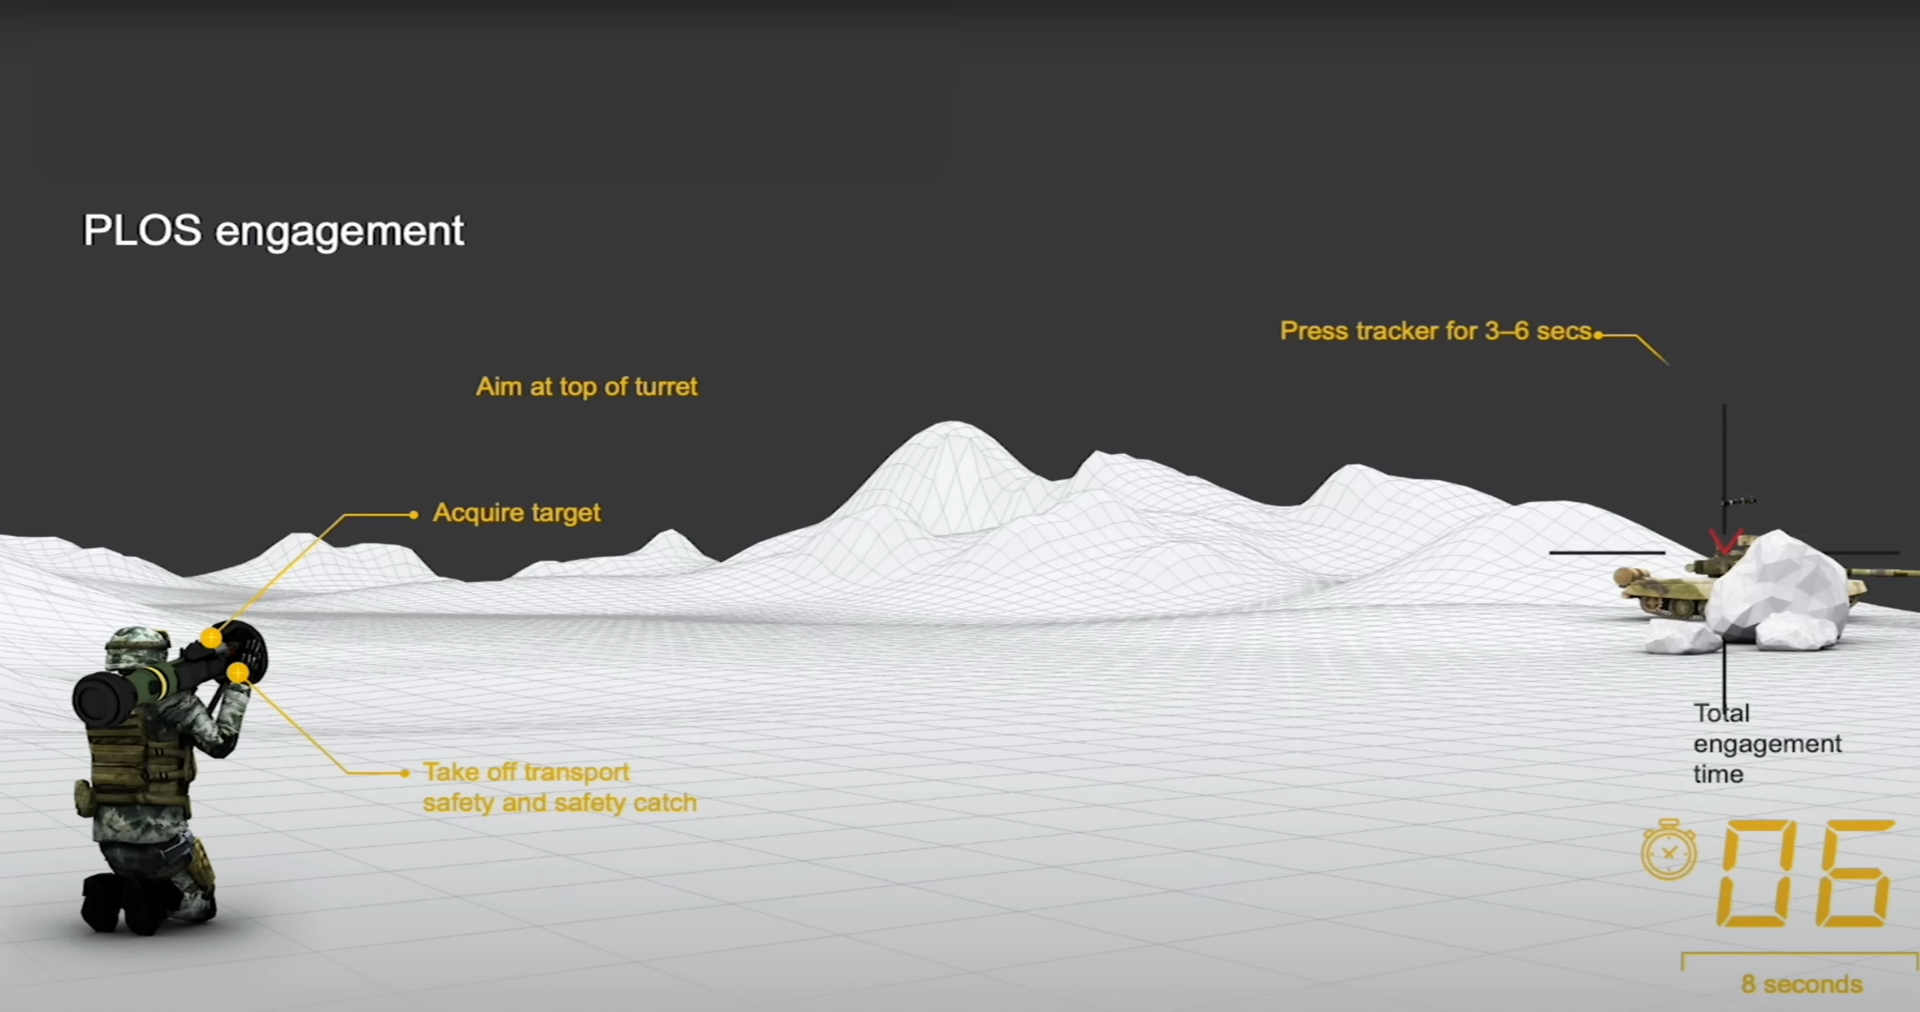 PLOS engagement
Press tracker for 3–6 secs
Aim at top of turret
Acquire target
Take off transport
safety and safety catch
Total
engagement
time
06
8 seconds